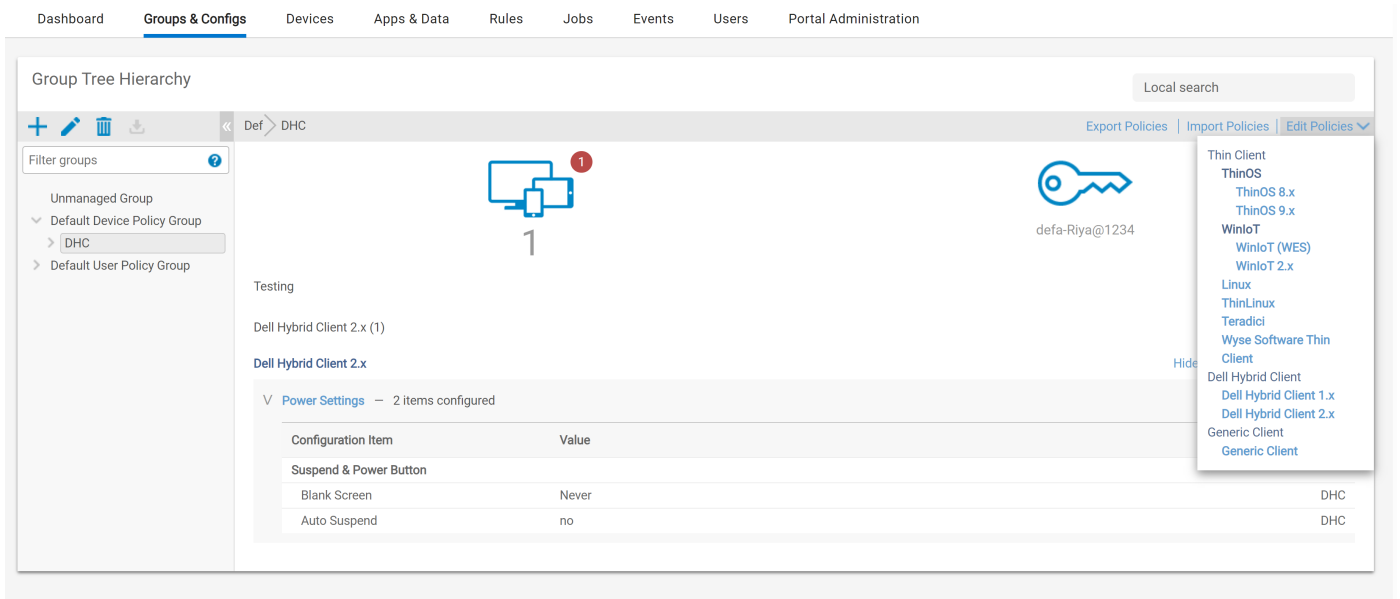 Dashboard Groups & Configs Devices Apps & Data Rules Jobs Events Users Portal Administration
Group Tree Hierarchy
Local search
Def DHC
Export Policies | Import Policies | Edit Policies
Filter groups
?
Unmanaged Group
Default Device Policy Group
DHC
Default User Policy Group
1
1
defa-Riya@1234
Testing
Dell Hybrid Client 2.x (1)
Dell Hybrid Client 2.x
Hide
Power Settings — 2 items configured
Configuration Item Value
Suspend & Power Button
Blank Screen Never DHC
Auto Suspend no DHC
Thin Client
ThinOS
ThinOS 8.x
ThinOS 9.x
WinIoT
WinIoT (WES)
WinIoT 2.x
Linux
ThinLinux
Teradici
Wyse Software Thin
Client
Dell Hybrid Client
Dell Hybrid Client 1.x
Dell Hybrid Client 2.x
Generic Client
Generic Client